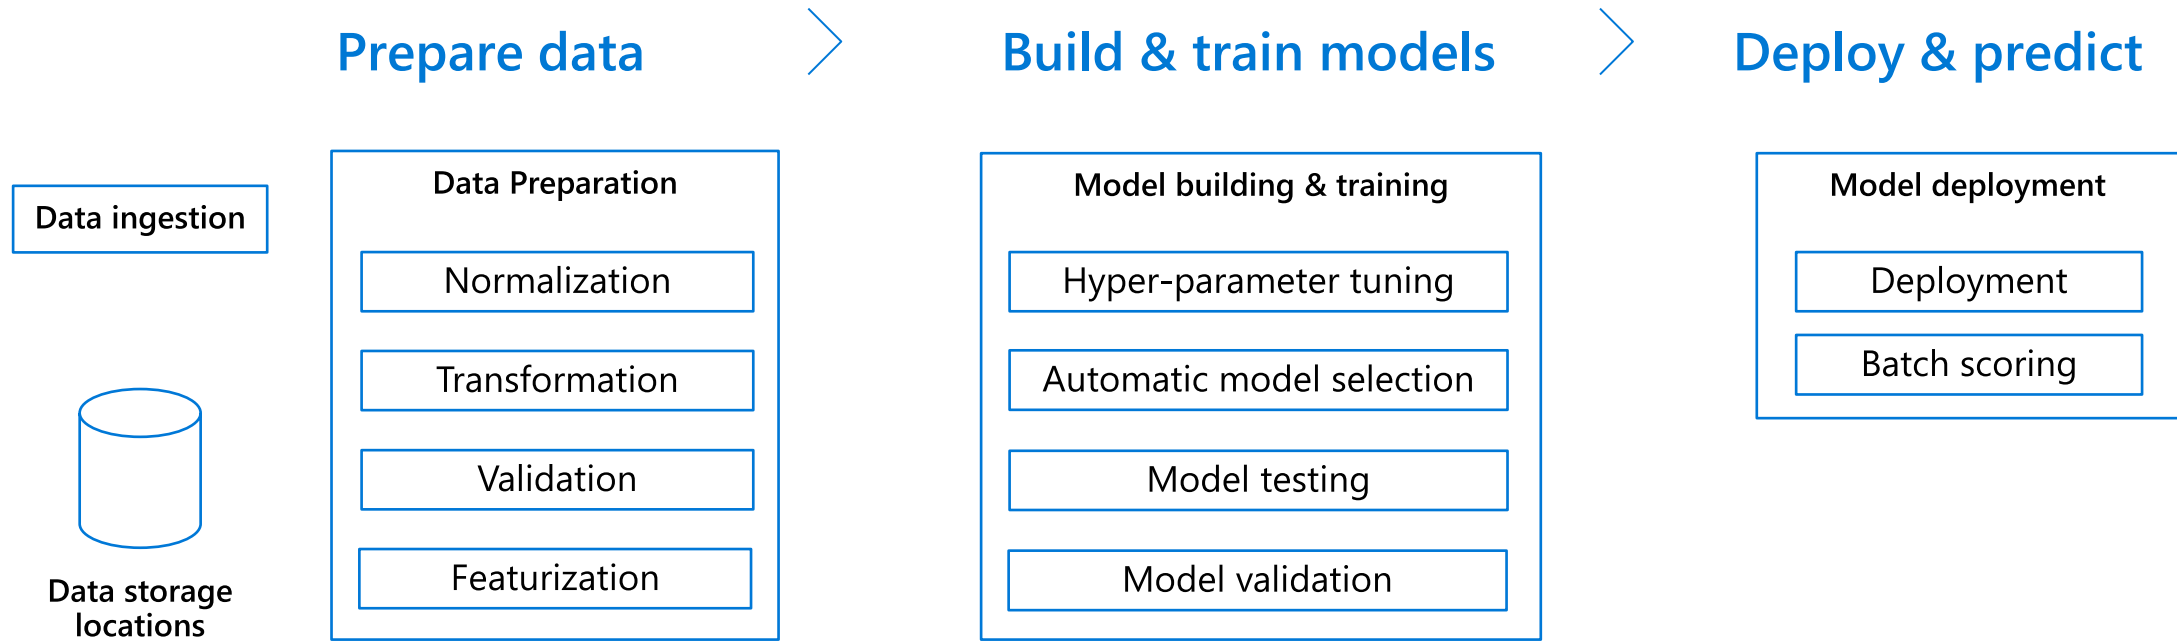 Prepare data
Build & train models
Deploy & predict
Data ingestion
Data storage
locations
Data Preparation
Normalization
Transformation
Validation
Featurization
Model building & training
Hyper-parameter tuning
Automatic model selection
Model testing
Model validation
Model deployment
Deployment
Batch scoring